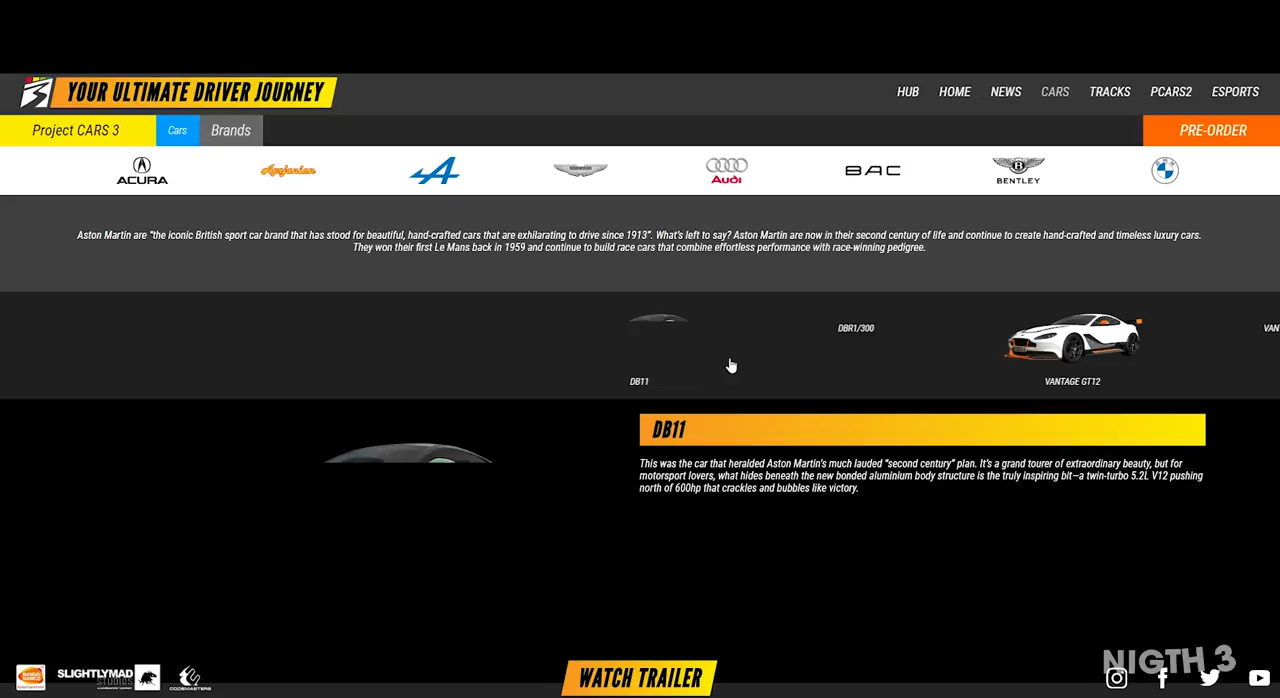 YOUR ULTIMATE DRIVER JOURNEY
HUB HOME NEWS CARS TRACKS PCARS2 ESPORTS
Project CARS 3 Cars Brands PRE-ORDER
ACURA Apojanian Audi BAC BENTLEY BMW
Aston Martin are “the iconic British sport car brand that has stood for beautiful, hand-crafted cars that are exhilarating to drive since 1913”. What’s left to say? Aston Martin are now in their second century of life and continue to create hand-crafted and timeless luxury cars.
They won their first Le Mans back in 1959 and continue to build race cars that combine effortless performance with race-winning pedigree.
DB11 DBR1/300 VANTAGE GT12 VAN
DB11
This was the car that heralded Aston Martin’s much lauded “second century” plan. It’s a grand tourer of extraordinary beauty, but for
motorsport lovers, what hides beneath the new bonded aluminium body structure is the truly inspiring bit—a twin-turbo 5.2L V12 pushing
north of 600hp that crackles and bubbles like victory.
NIGTH 3
SLIGHTLYMAD
STUDIOS
CODEMASTERS
WATCH TRAILER